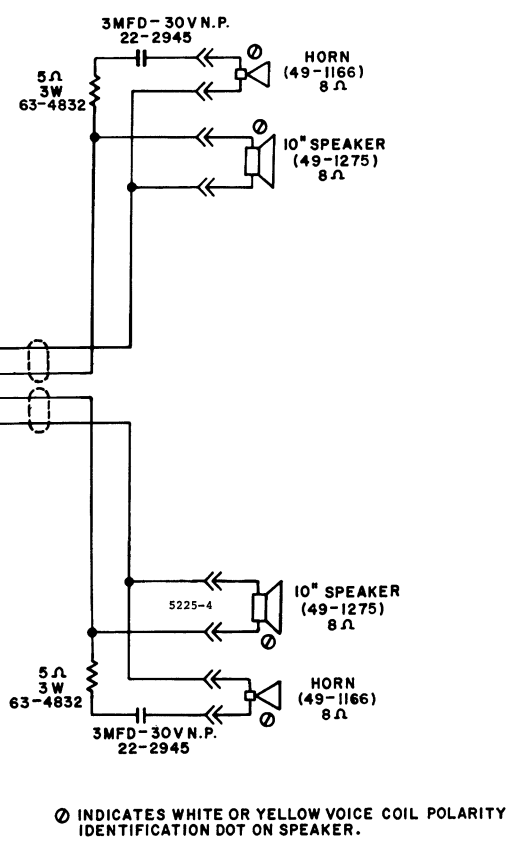 3MFD-30V N.P.
22-2945
HORN
(49-1166)
8Ω
5Ω
3W
63-4832
10" SPEAKER
(49-1275)
8Ω
10" SPEAKER
(49-1275)
8Ω
5225-4
5Ω
3W
63-4832
HORN
(49-1166)
8Ω
3MFD-30V N.P.
22-2945
⊘ INDICATES WHITE OR YELLOW VOICE COIL POLARITY
IDENTIFICATION DOT ON SPEAKER.